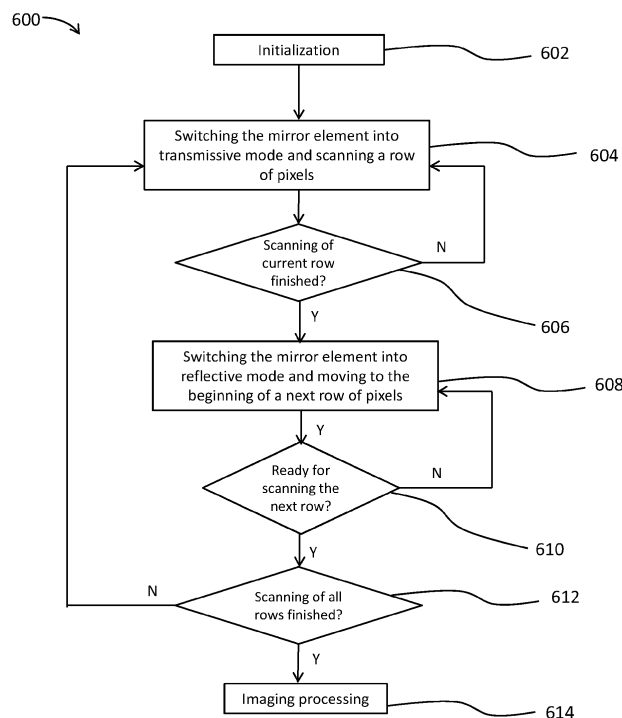 600
Initialization
602
Switching the mirror element into
transmissive mode and scanning a row
of pixels
604
N
Scanning of
current row
finished?
606
Y
Switching the mirror element into
reflective mode and moving to the
beginning of a next row of pixels
608
Y
N
Ready for
scanning the
next row?
610
Y
N
Scanning of all
rows finished?
612
Y
Imaging processing
614